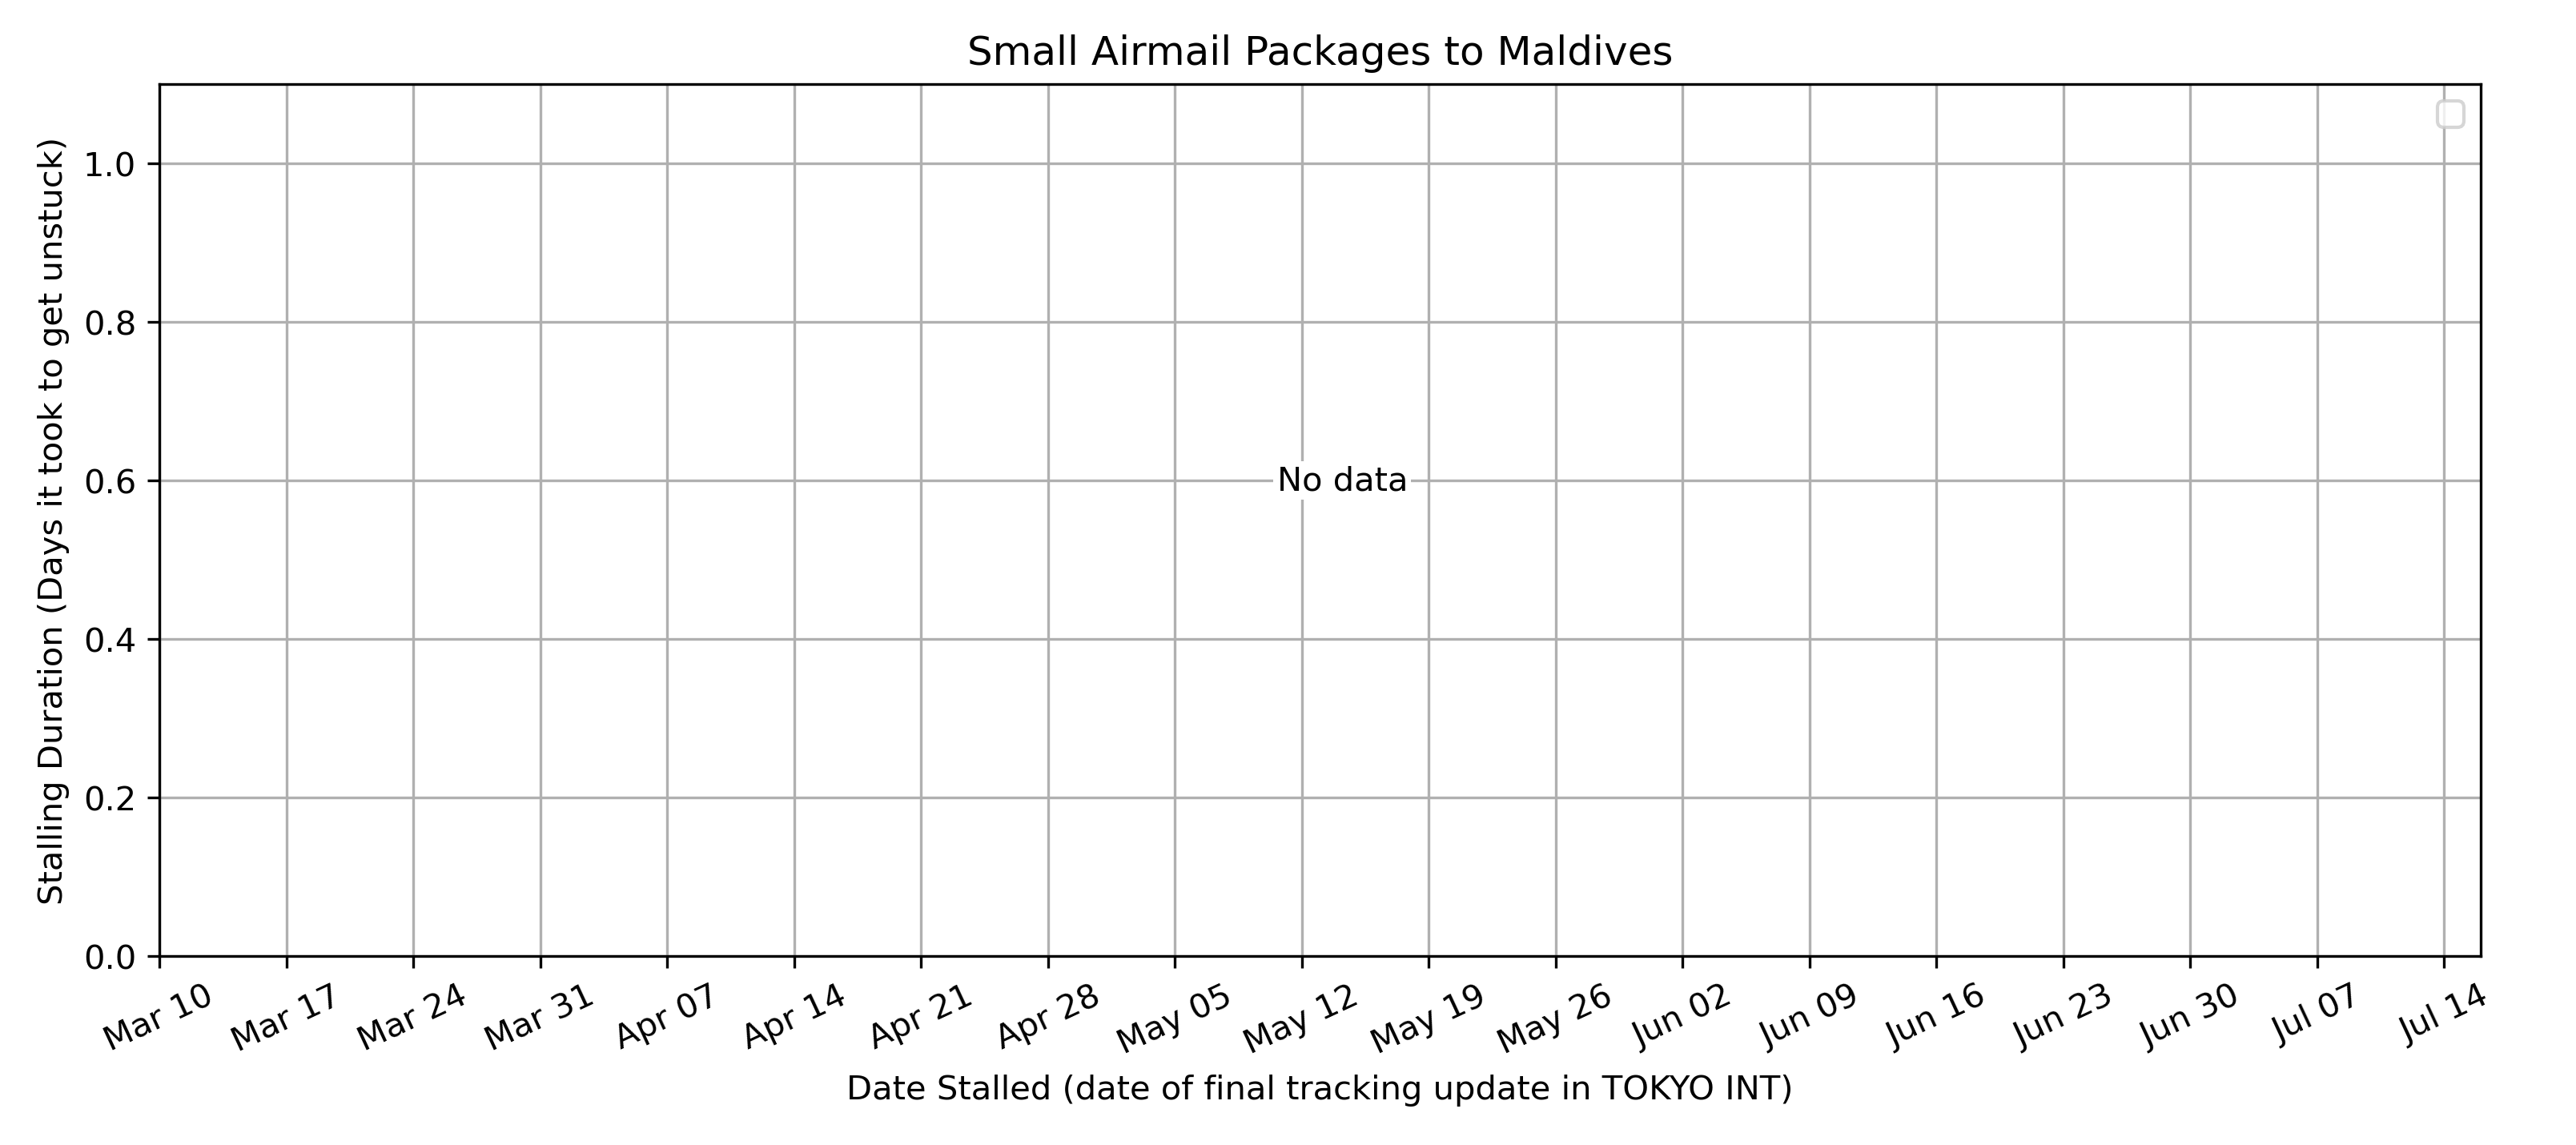 Small Airmail Packages to Maldives
Stalling Duration (Days it took to get unstuck)
1.0
0.8
0.6
0.4
0.2
0.0
No data
Mar 10
Mar 17
Mar 24
Mar 31
Apr 07
Apr 14
Apr 21
Apr 28
May 05
May 12
May 19
May 26
Jun 02
Jun 09
Jun 16
Jun 23
Jun 30
Jul 07
Jul 14
Date Stalled (date of final tracking update in TOKYO INT)